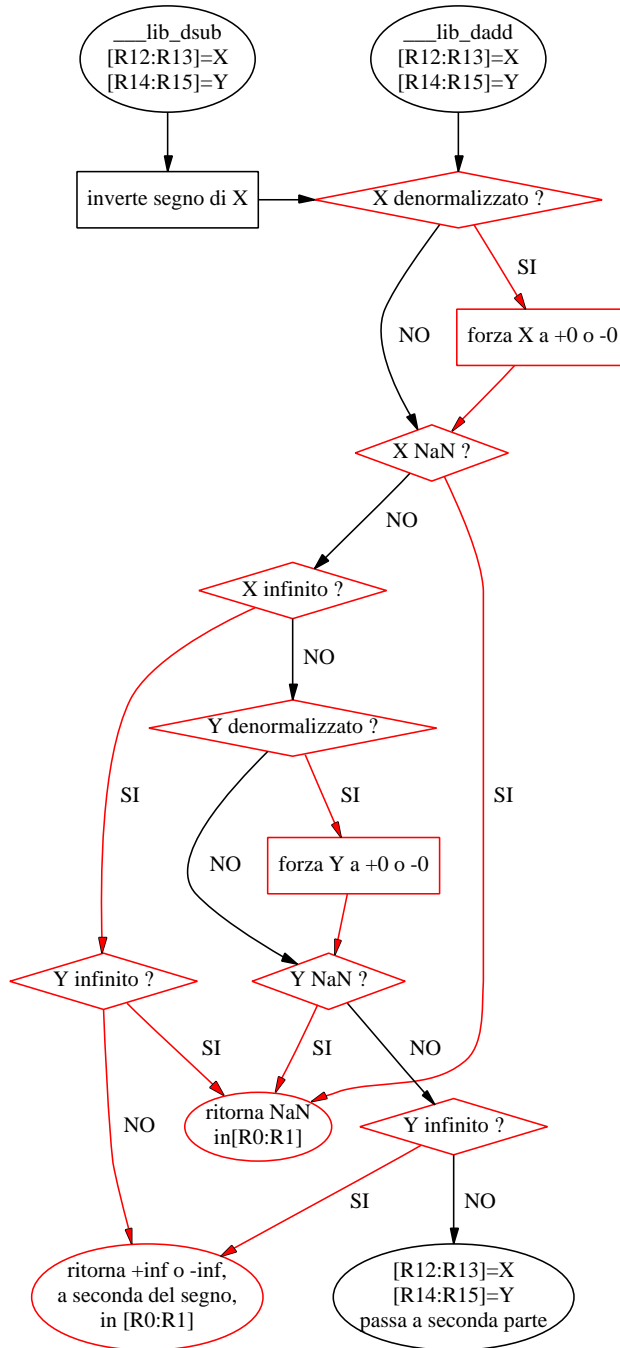 ___lib_dsub
[R12:R13]=X
[R14:R15]=Y
___lib_dadd
[R12:R13]=X
[R14:R15]=Y
inverte segno di X
X denormalizzato ?
SI
NO
forza X a +0 o -0
X NaN ?
NO
X infinito ?
NO
Y denormalizzato ?
SI
SI
SI
NO
forza Y a +0 o -0
Y infinito ?
Y NaN ?
SI
SI
NO
NO
ritorna NaN
in[R0:R1]
Y infinito ?
SI
NO
ritorna +inf o -inf,
a seconda del segno,
in [R0:R1]
[R12:R13]=X
[R14:R15]=Y
passa a seconda parte